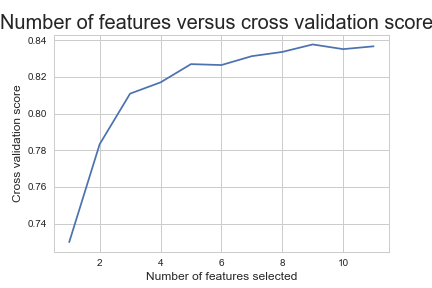 Number of features versus cross validation score
0.84
0.82
0.80
0.78
0.76
0.74
Cross validation score
2 4 6 8 10
Number of features selected